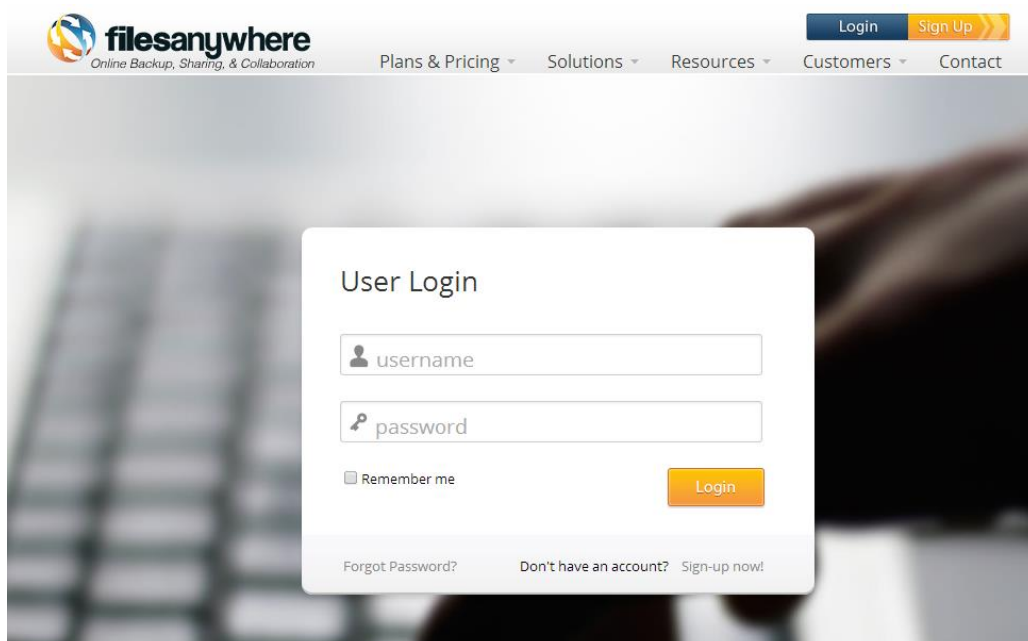 filesanywhere
Online Backup, Sharing, & Collaboration
Login Sign Up
Plans & Pricing Solutions Resources Customers Contact
User Login
username
password
Remember me
Login
Forgot Password? Don't have an account? Sign-up now!